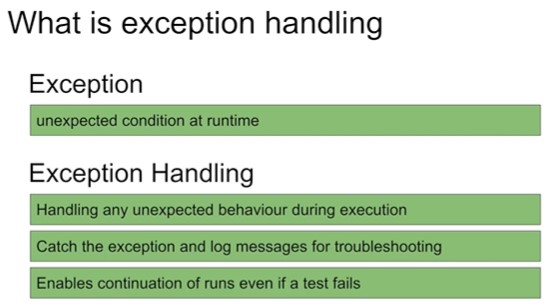 What is exception handling
Exception
unexpected condition at runtime
Exception Handling
Handling any unexpected behaviour during execution
Catch the exception and log messages for troubleshooting
Enables continuation of runs even if a test fails